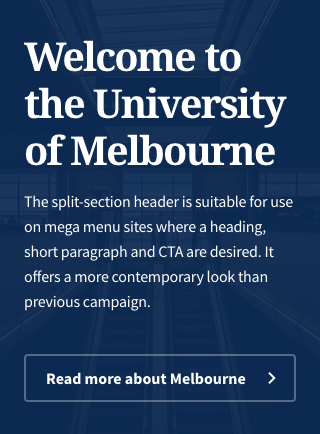 Welcome to
the University
of Melbourne
The split-section header is suitable for use
on mega menu sites where a heading,
short paragraph and CTA are desired. It
offers a more contemporary look than
previous campaign.
Read more about Melbourne